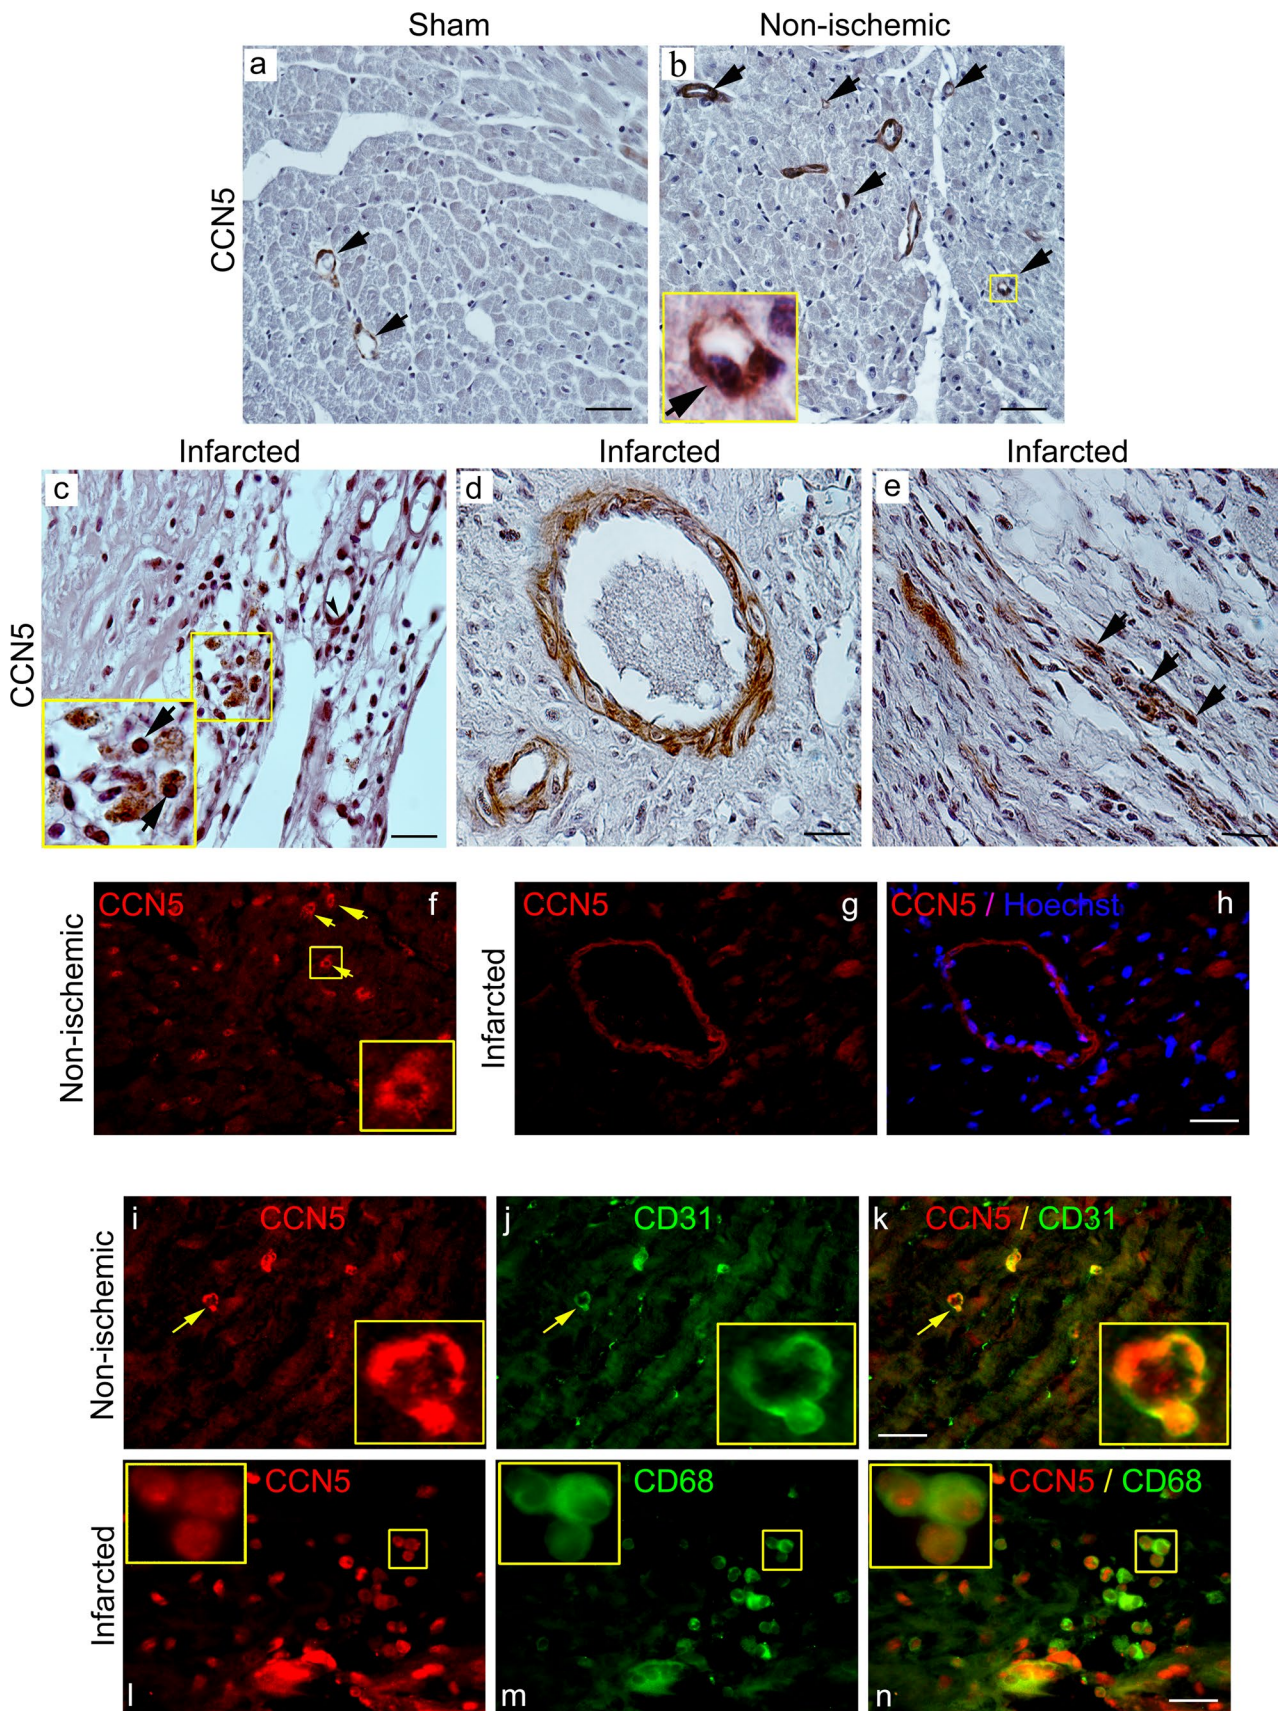 Sham
Non-ischemic
CCN5
a
b
Infarcted
Infarcted
Infarcted
CCN5
c
d
e
Non-ischemic
CCN5
f
Infarcted
CCN5
g
CCN5 / Hoechst
h
Non-ischemic
i
CCN5
j
CD31
k
CCN5 / CD31
Infarcted
CCN5
l
CD68
m
CCN5 / CD68
n